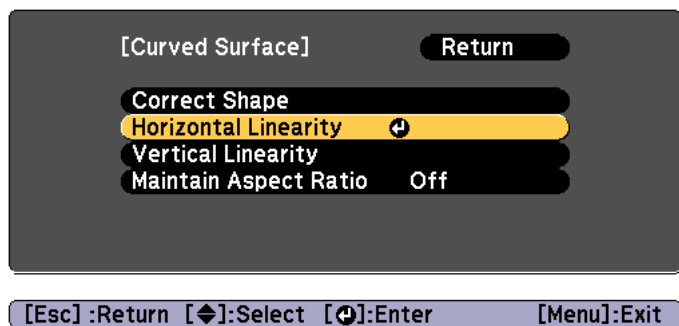 [Curved Surface] Return
Correct Shape
Horizontal Linearity
Vertical Linearity
Maintain Aspect Ratio Off
[Esc] :Return [◆]:Select [⏎]:Enter [Menu]:Exit